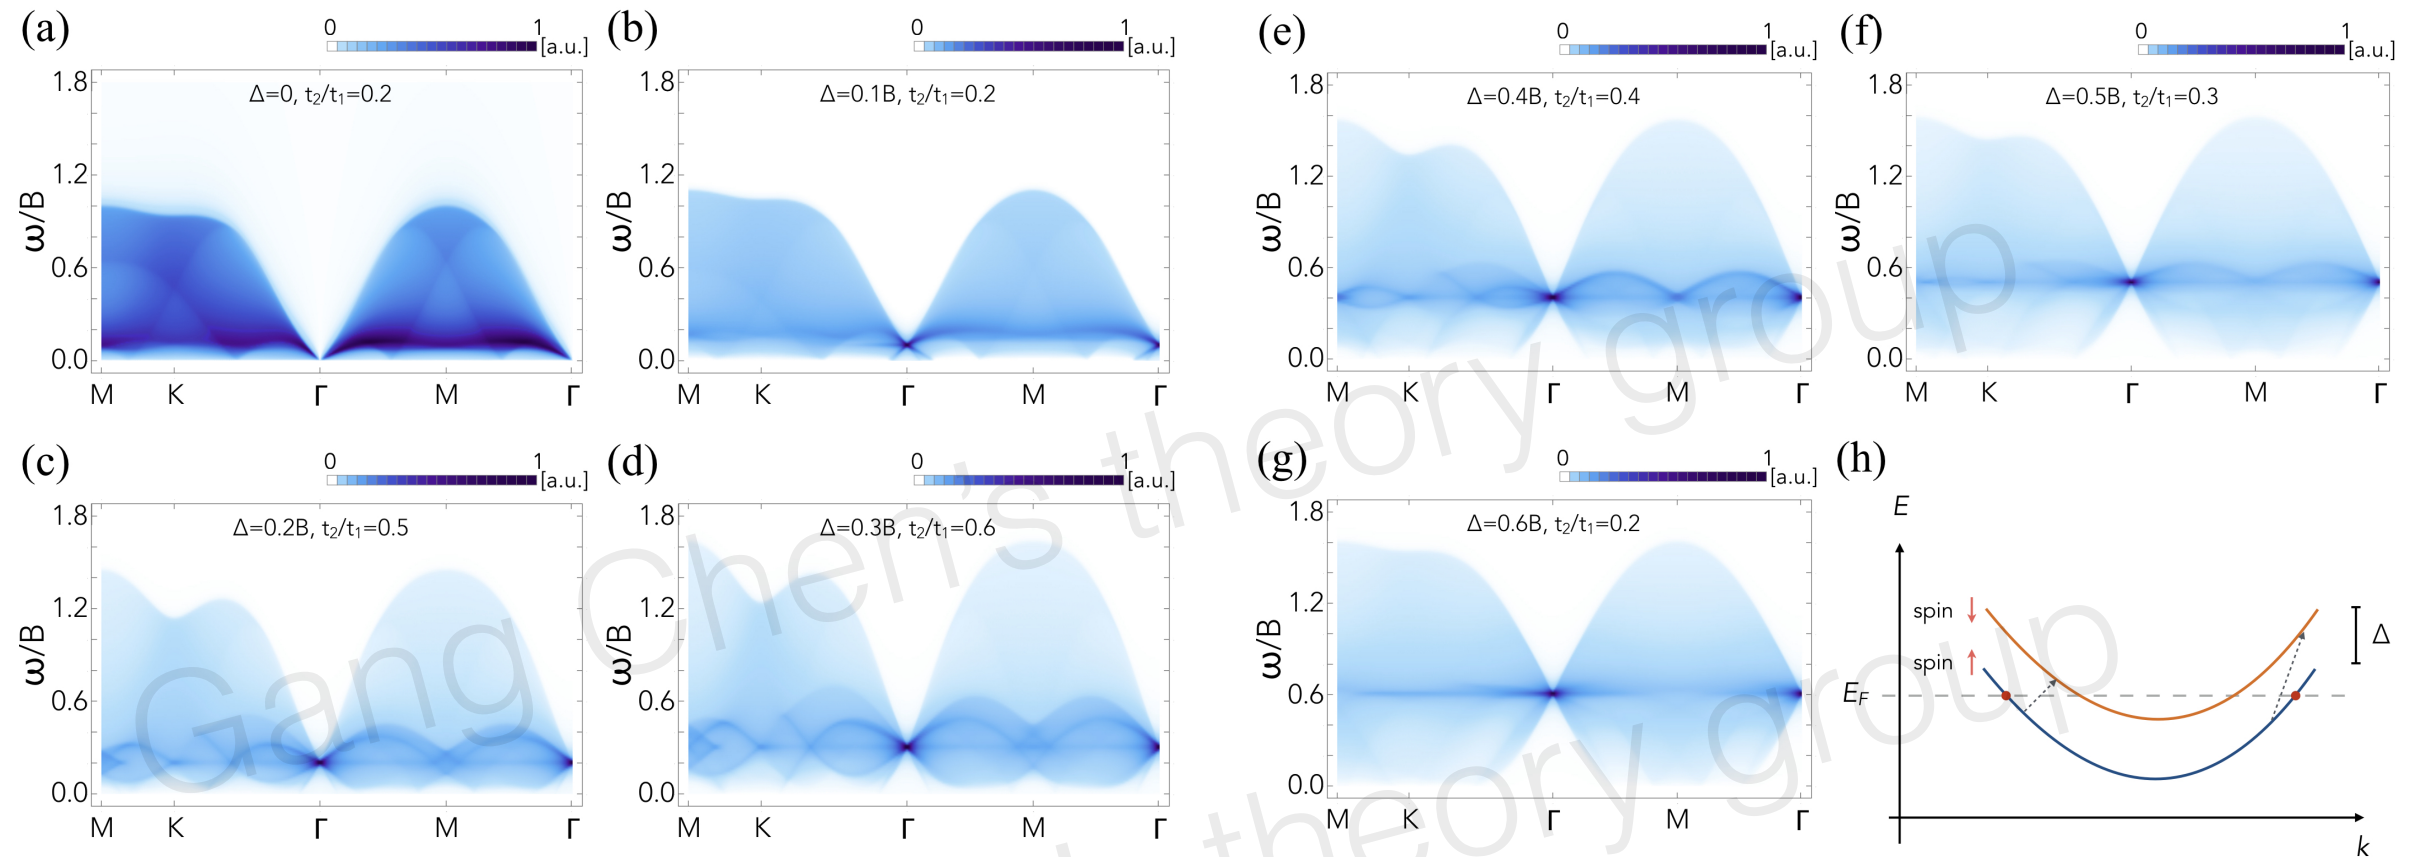 (a)
0 1
[a.u.]
Δ=0, t₂/t₁=0.2
1.8
1.2
0.6
0.0
ω/B
M K Γ M Γ
(b)
0 1
[a.u.]
Δ=0.1B, t₂/t₁=0.2
1.8
1.2
0.6
0.0
ω/B
M K Γ M Γ
(c)
0 1
[a.u.]
Δ=0.2B, t₂/t₁=0.5
1.8
1.2
0.6
0.0
ω/B
M K Γ M Γ
(d)
0 1
[a.u.]
Δ=0.3B, t₂/t₁=0.6
1.8
1.2
0.6
0.0
ω/B
M K Γ M Γ
(e)
0 1
[a.u.]
Δ=0.4B, t₂/t₁=0.4
1.8
1.2
0.6
0.0
ω/B
M K Γ M Γ
(f)
0 1
[a.u.]
Δ=0.5B, t₂/t₁=0.3
1.8
1.2
0.6
0.0
ω/B
M K Γ M Γ
(g)
0 1
[a.u.]
Δ=0.6B, t₂/t₁=0.2
1.8
1.2
0.6
0.0
ω/B
M K Γ M Γ
(h)
E
spin ↓
spin ↑
Δ
E_F
k
Gang Chen's theory group
theory group